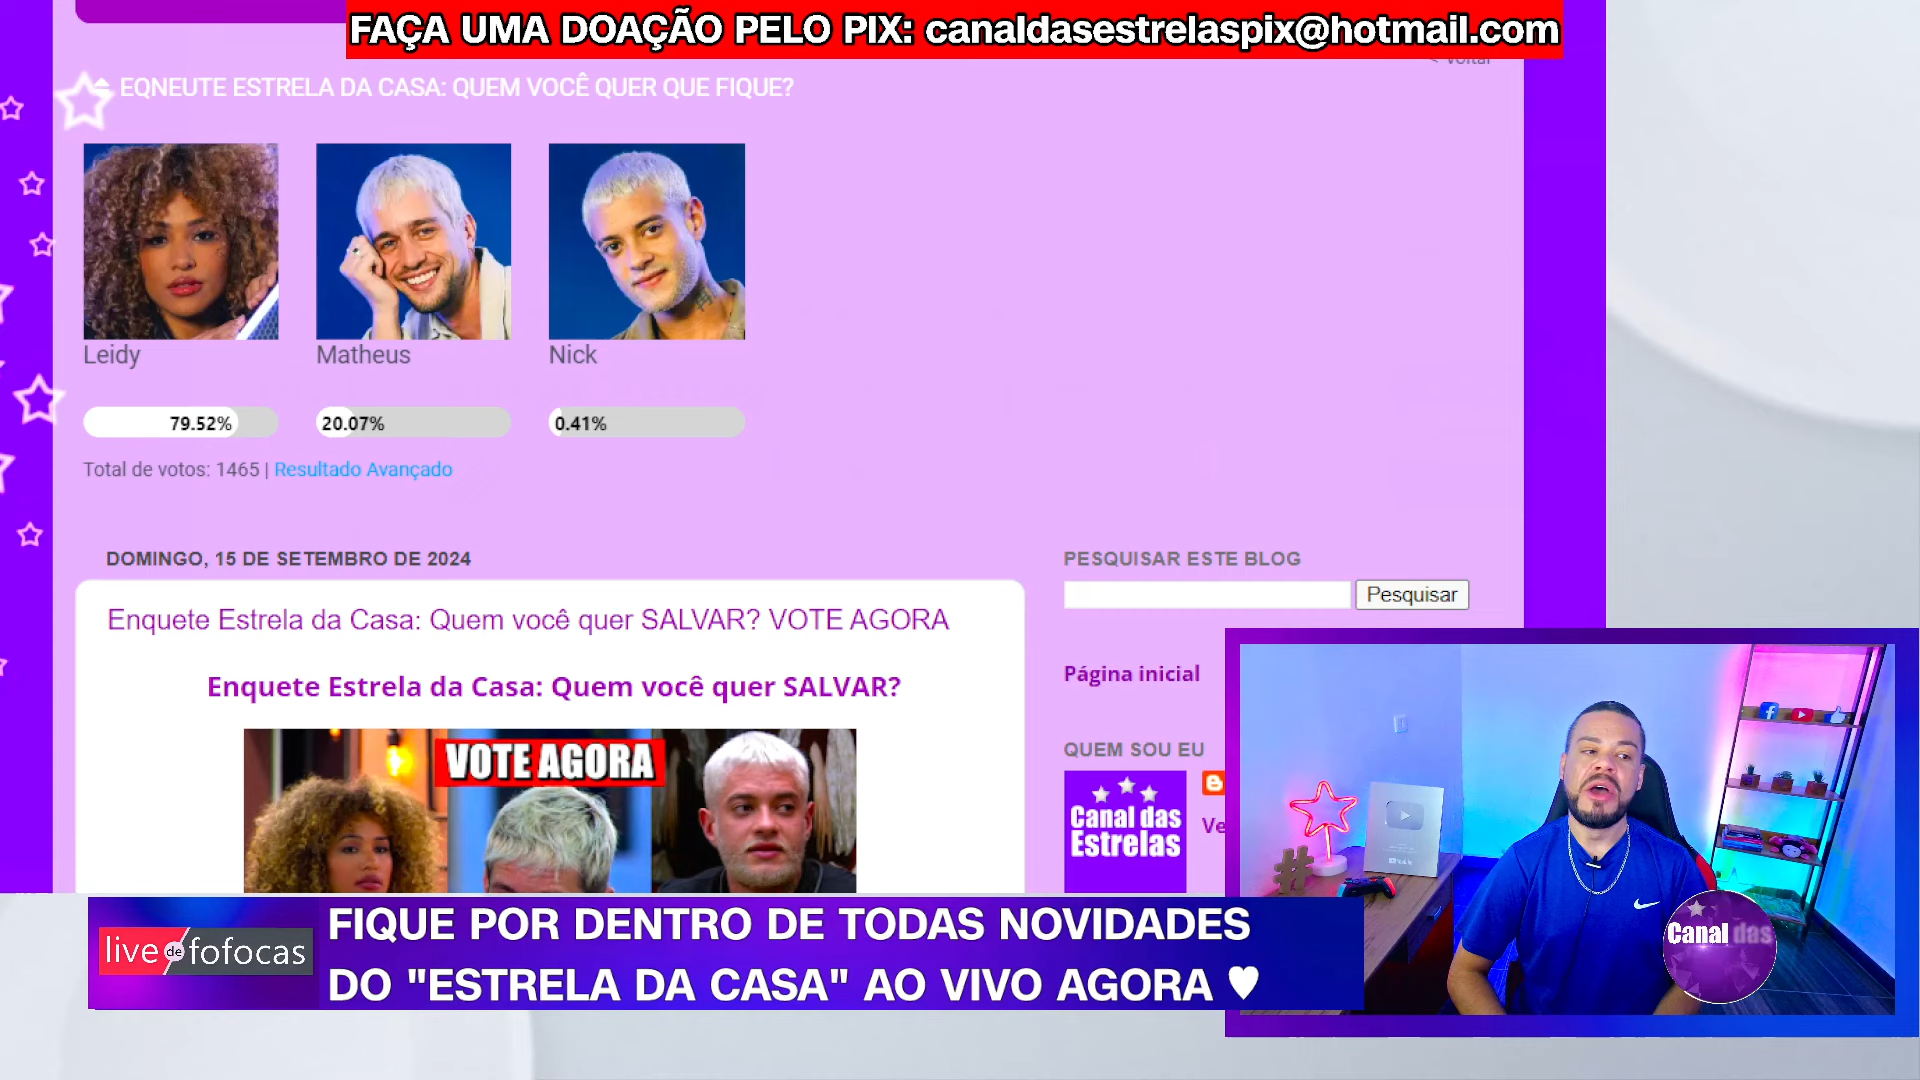 FAÇA UMA DOAÇÃO PELO PIX: canaldasestrelaspix@hotmail.com
< Voltar
EQNEUTE ESTRELA DA CASA: QUEM VOCÊ QUER QUE FIQUE?
Leidy
Matheus
Nick
79.52%
20.07%
0.41%
Total de votos: 1465 | Resultado Avançado
DOMINGO, 15 DE SETEMBRO DE 2024
Enquete Estrela da Casa: Quem você quer SALVAR? VOTE AGORA
Enquete Estrela da Casa: Quem você quer SALVAR?
VOTE AGORA
PESQUISAR ESTE BLOG
Pesquisar
Página inicial
QUEM SOU EU
Canal das
Estrelas
Ve
live de fofocas
FIQUE POR DENTRO DE TODAS NOVIDADES
DO "ESTRELA DA CASA" AO VIVO AGORA ♥
Canal das